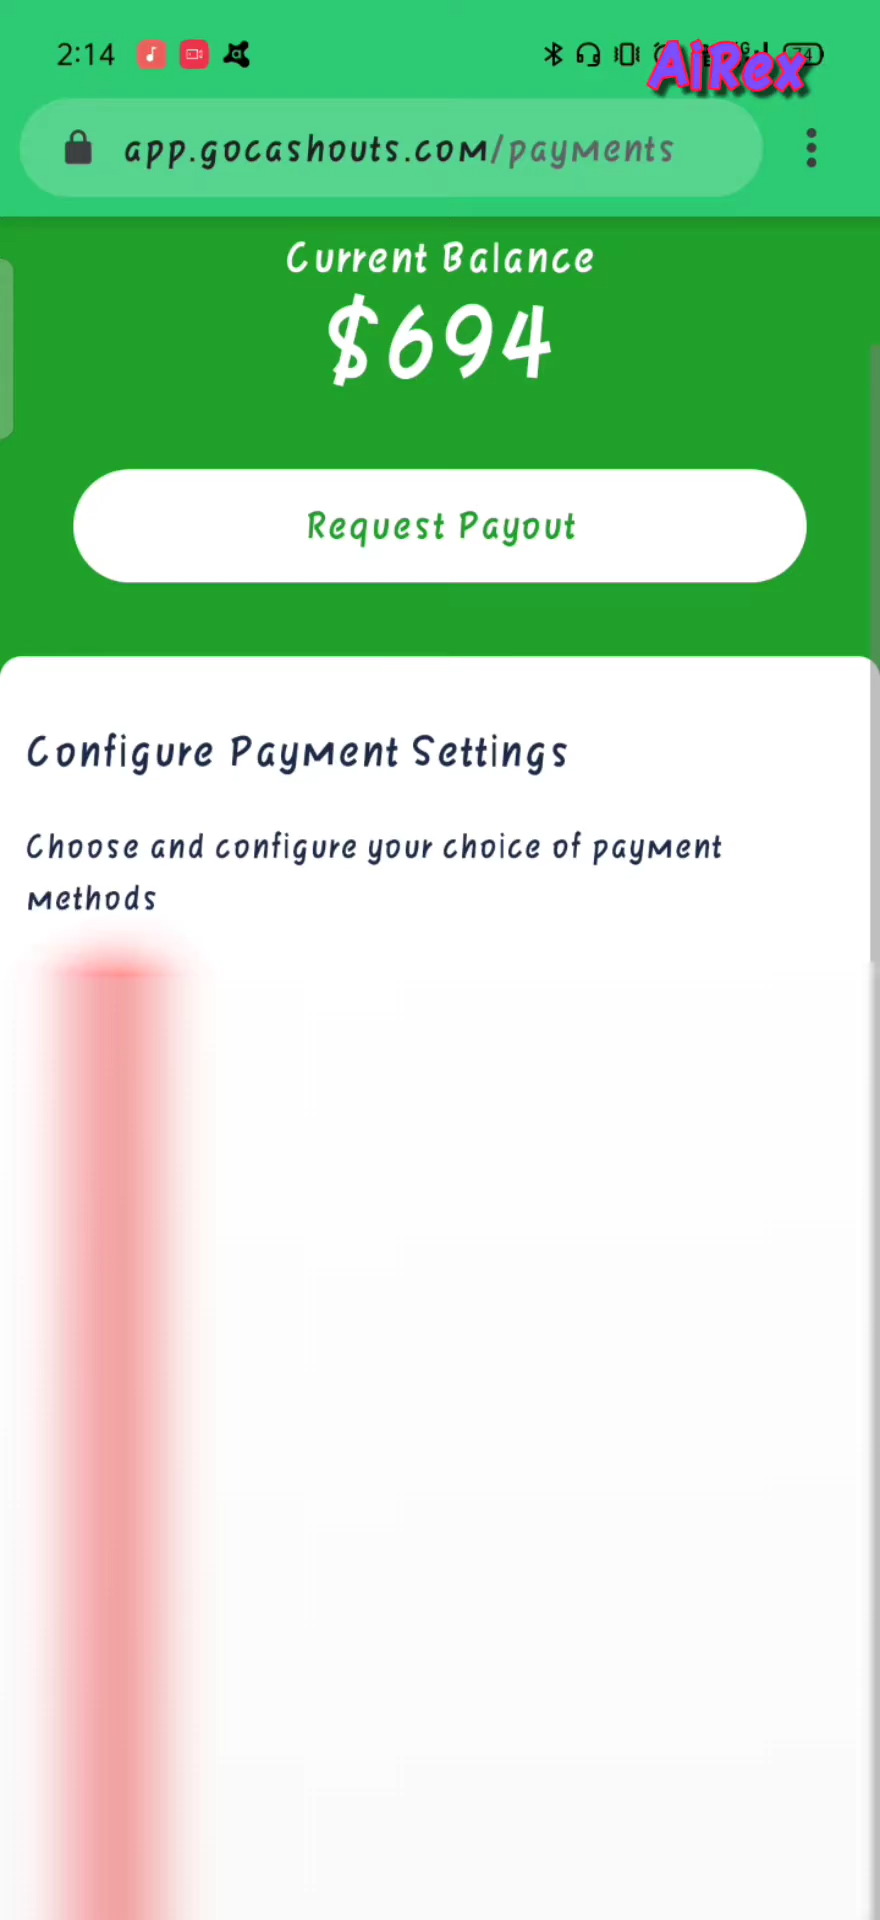 2:14
AiRex
app.gocashouts.com/payments
Current Balance
$694
Request Payout
Configure Payment Settings
Choose and configure your choice of payment
methods